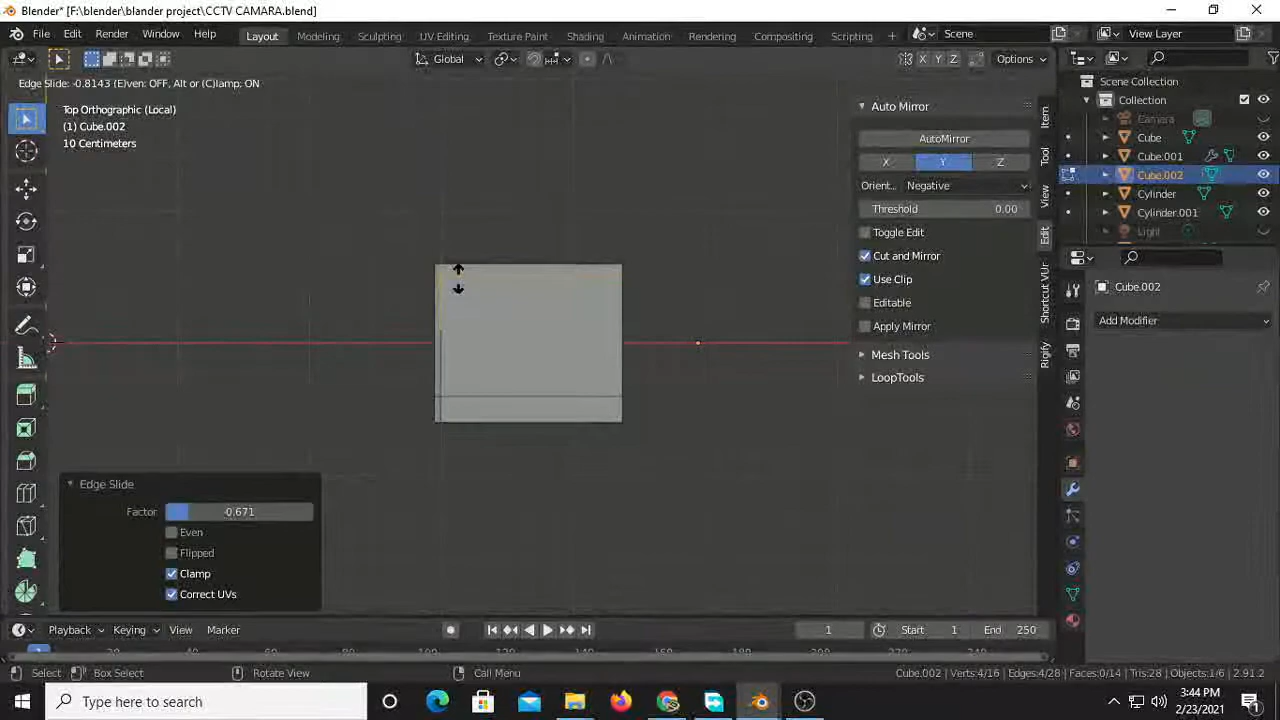 Blender* [F:\blender\blander project\CCTV CAMARA.blend]
File Edit Render Window Help Layout Modeling Sculpting UV Editing Texture Paint Shading Animation Rendering Compositing Scripting + Scene View Layer
Global Options X Y Z
Edge Slide: -0.8143 (E)ven: OFF, Alt or (C)lamp: ON
Top Orthographic (Local)
(1) Cube.002
10 Centimeters
Auto Mirror
AutoMirror
X Y Z
Orient.. Negative
Threshold 0.00
Toggle Edit
Cut and Mirror
Use Clip
Editable
Apply Mirror
Mesh Tools
LoopTools
Item
Tool
View
Edit
Shortcut VUr
Rigify
Scene Collection
Collection
Camera
Cube
Cube.001
Cube.002
Cylinder
Cylinder.001
Light
Cube.002
Add Modifier
Edge Slide
Factor -0.671
Even
Flipped
Clamp
Correct UVs
Playback Keying View Marker 1 Start 1 End 250
Select Box Select Rotate View Call Menu Cube.002 | Verts:4/16 | Edges:4/28 | Faces:0/14 | Tris:28 | Objects:1/6 | 2.91.2
Type here to search
3:44 PM
2/23/2021